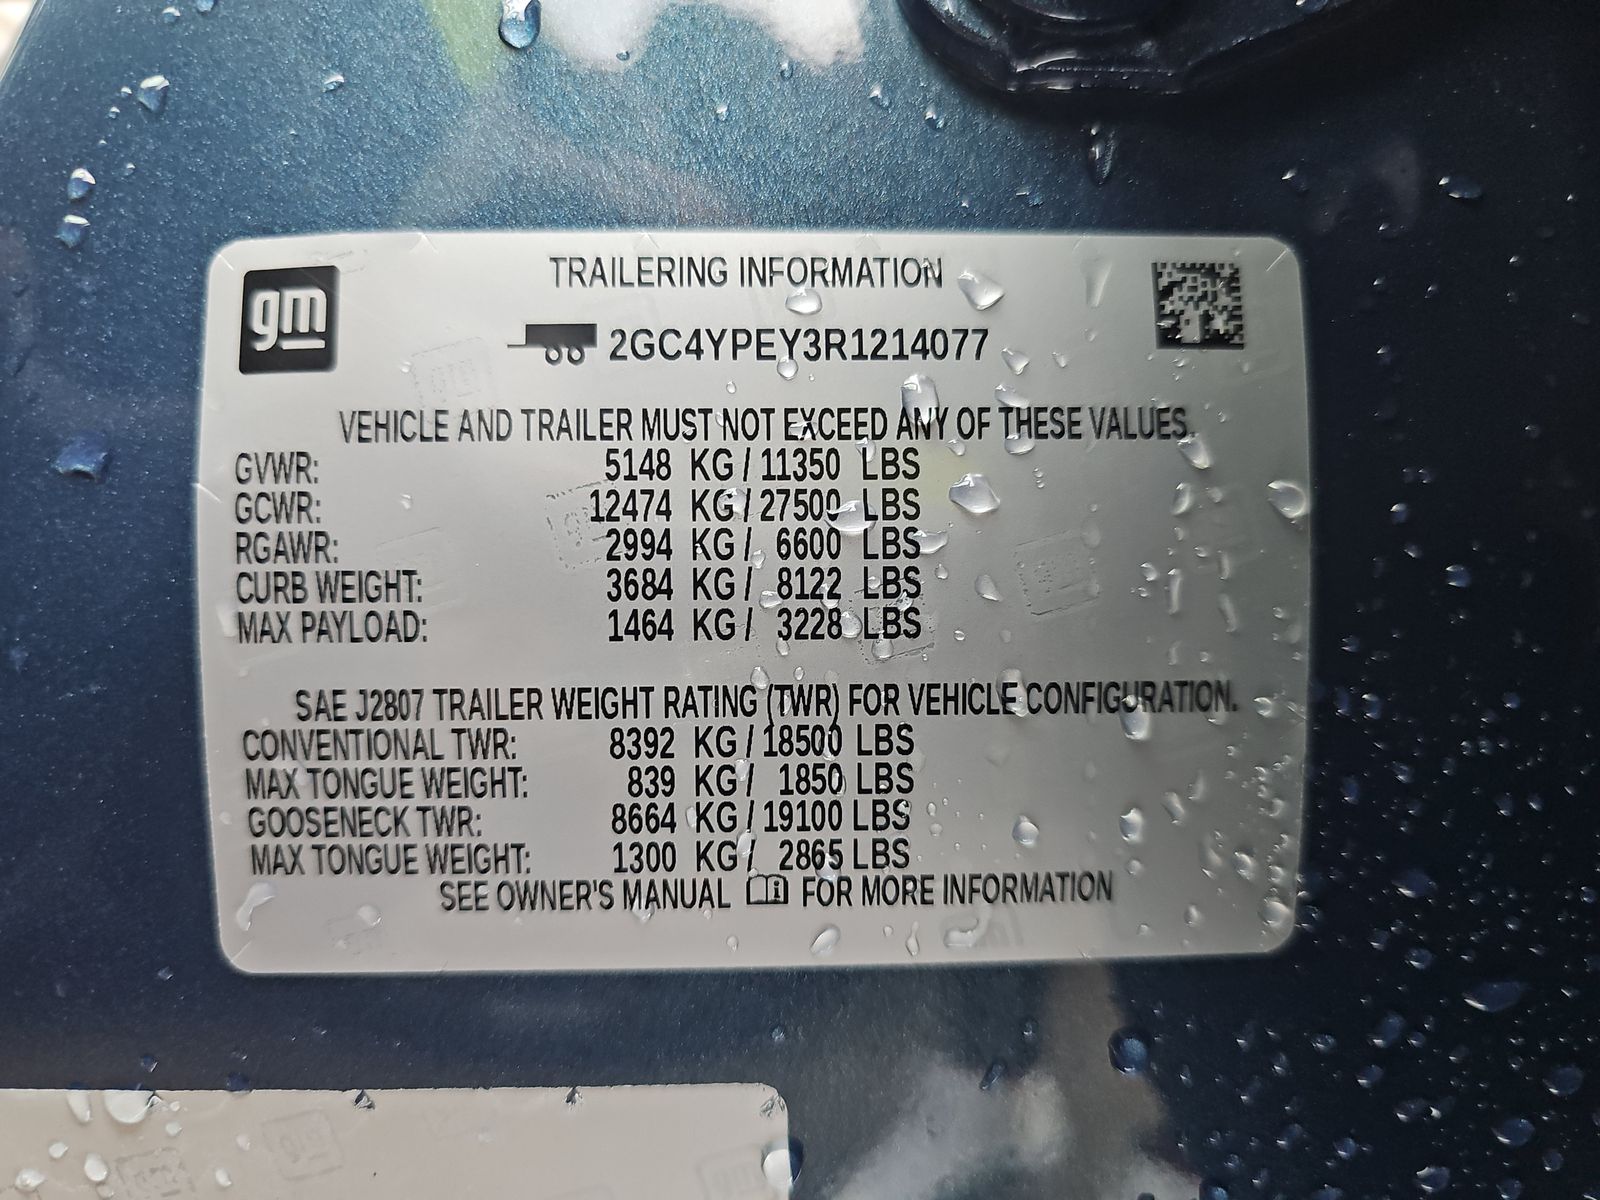 gm
TRAILERING INFORMATION
2GC4YPEY3R1214077
VEHICLE AND TRAILER MUST NOT EXCEED ANY OF THESE VALUES.
GVWR: 5148 KG / 11350 LBS
GCWR: 12474 KG / 27500 LBS
RGAWR: 2994 KG / 6600 LBS
CURB WEIGHT: 3684 KG / 8122 LBS
MAX PAYLOAD: 1464 KG / 3228 LBS
SAE J2807 TRAILER WEIGHT RATING (TWR) FOR VEHICLE CONFIGURATION.
CONVENTIONAL TWR: 8392 KG / 18500 LBS
MAX TONGUE WEIGHT: 839 KG / 1850 LBS
GOOSENECK TWR: 8664 KG / 19100 LBS
MAX TONGUE WEIGHT: 1300 KG / 2865 LBS
SEE OWNER'S MANUAL FOR MORE INFORMATION